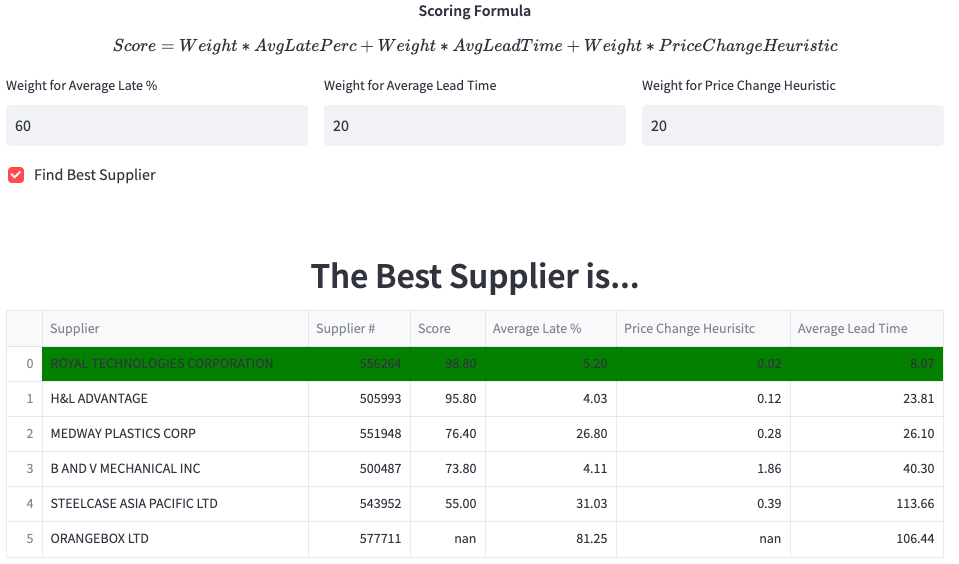 Scoring Formula
Score = Weight * AvgLatePerc + Weight * AvgLeadTime + Weight * PriceChangeHeuristic
Weight for Average Late % Weight for Average Lead Time Weight for Price Change Heuristic
60 20 20
Find Best Supplier
The Best Supplier is...
Supplier Supplier # Score Average Late % Price Change Heurisitc Average Lead Time
0 ROYAL TECHNOLOGIES CORPORATION 556264 98.80 5.20 0.02 8.07
1 H&L ADVANTAGE 505993 95.80 4.03 0.12 23.81
2 MEDWAY PLASTICS CORP 551948 76.40 26.80 0.28 26.10
3 B AND V MECHANICAL INC 500487 73.80 4.11 1.86 40.30
4 STEELCASE ASIA PACIFIC LTD 543952 55.00 31.03 0.39 113.66
5 ORANGEBOX LTD 577711 nan 81.25 nan 106.44